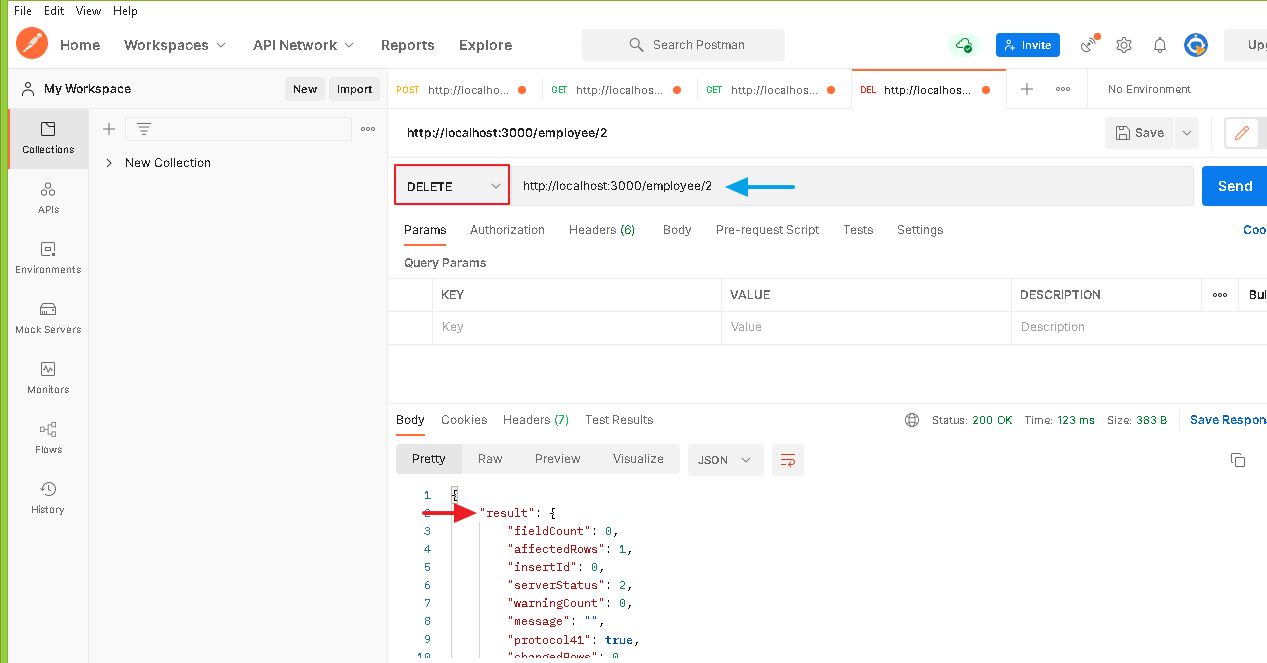 File Edit View Help
Home Workspaces API Network Reports Explore Search Postman Invite Upg
My Workspace New Import POST http://localho... GET http://localhos... GET http://localhos... DEL http://localhos... No Environment
http://localhost:3000/employee/2 Save
Collections
New Collection
DELETE http://localhost:3000/employee/2 Send
APIs
Params Authorization Headers (6) Body Pre-request Script Tests Settings Coo
Query Params
Environments
KEY VALUE DESCRIPTION Bul
Key Value Description
Mock Servers
Monitors
Body Cookies Headers (7) Test Results Status: 200 OK Time: 123 ms Size: 383 B Save Respon
Flows
Pretty Raw Preview Visualize JSON
History
1 {
2 "result": {
3 "fieldCount": 0,
4 "affectedRows": 1,
5 "insertId": 0,
6 "serverStatus": 2,
7 "warningCount": 0,
8 "message": "",
9 "protocol41": true,
10 "changedRows": 0